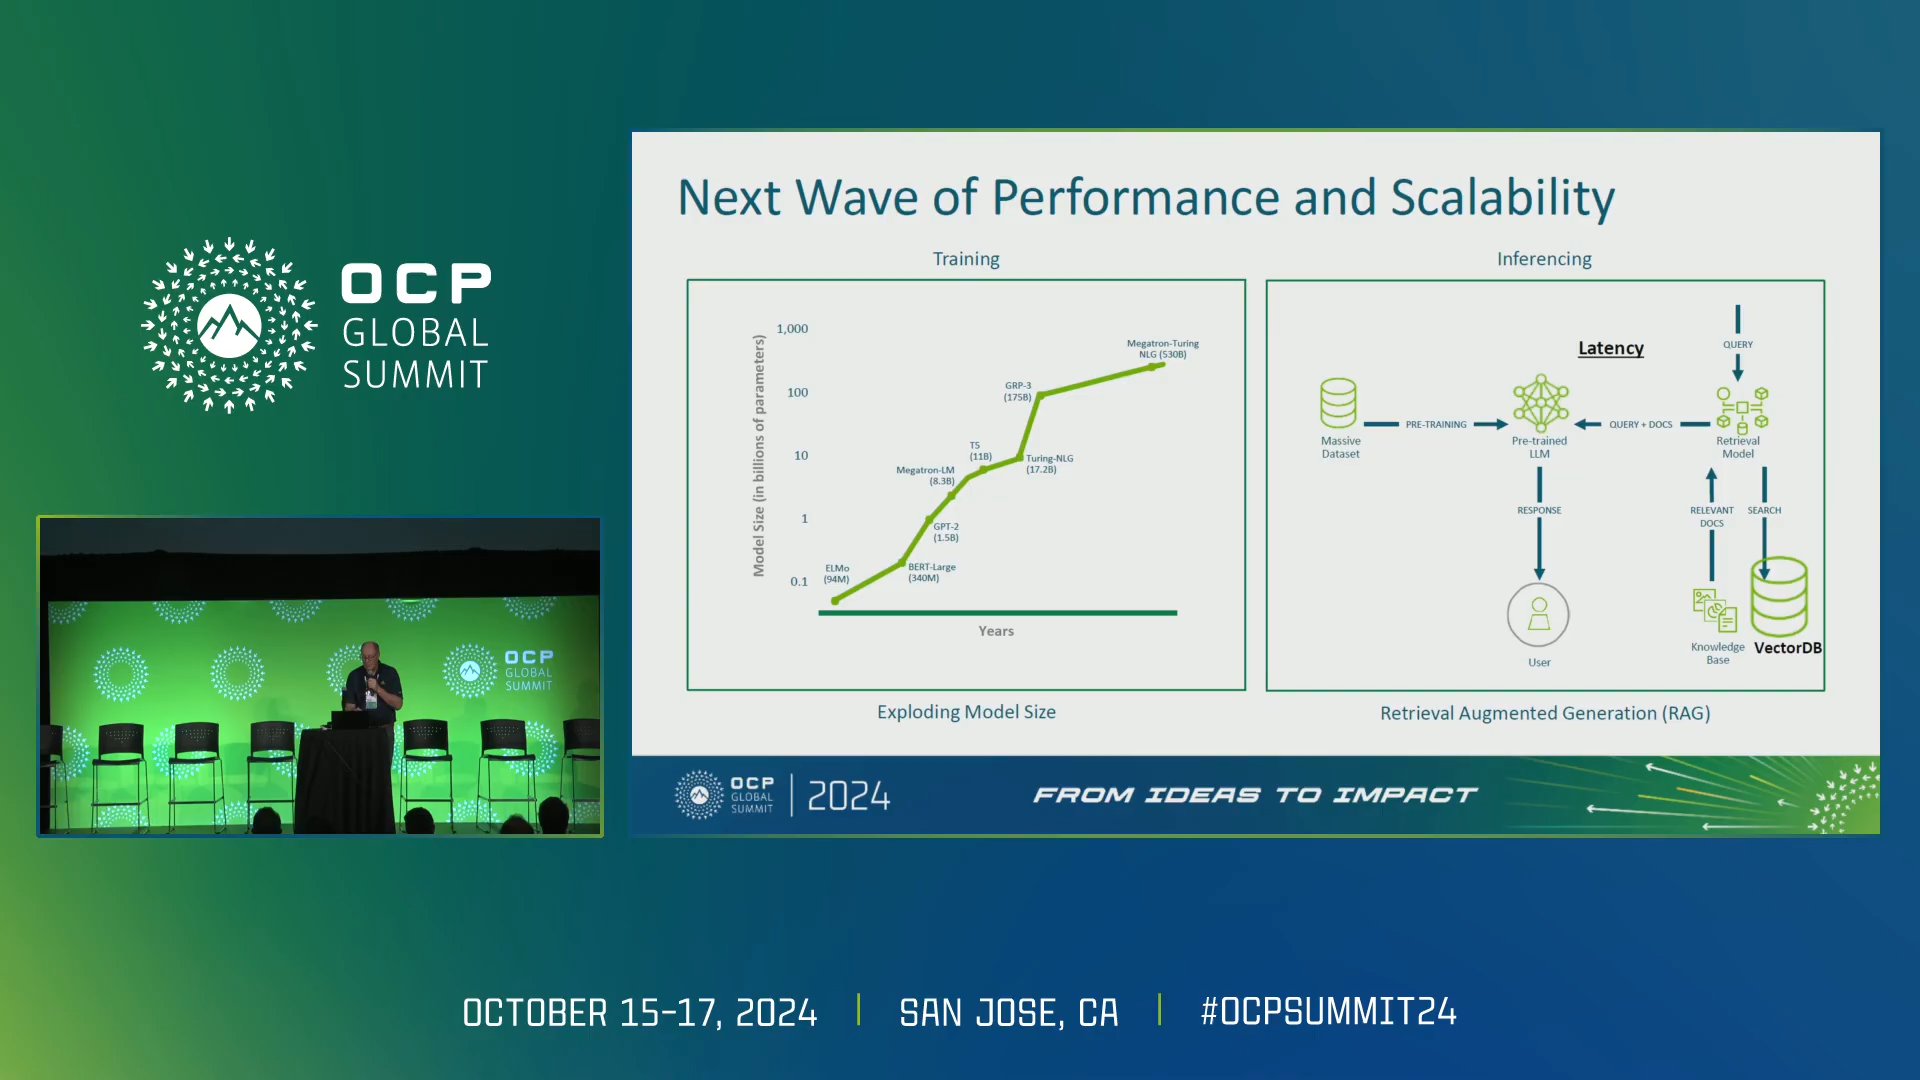 OCP
GLOBAL
SUMMIT
OCP
GLOBAL
SUMMIT
Next Wave of Performance and Scalability
Training
Model Size (in billions of parameters)
1,000
100
10
1
0.1
ELMo
(94M)
BERT-Large
(340M)
GPT-2
(1.5B)
Megatron-LM
(8.3B)
T5
(11B)
Turing-NLG
(17.2B)
GRP-3
(175B)
Megatron-Turing
NLG (530B)
Years
Exploding Model Size
Inferencing
Latency
QUERY
Massive
Dataset
PRE-TRAINING
Pre-trained
LLM
QUERY + DOCS
Retrieval
Model
RESPONSE
RELEVANT
DOCS
SEARCH
User
Knowledge
Base
VectorDB
Retrieval Augmented Generation (RAG)
OCP
GLOBAL
SUMMIT
2024
FROM IDEAS TO IMPACT
OCTOBER 15-17, 2024
SAN JOSE, CA
#OCPSUMMIT24